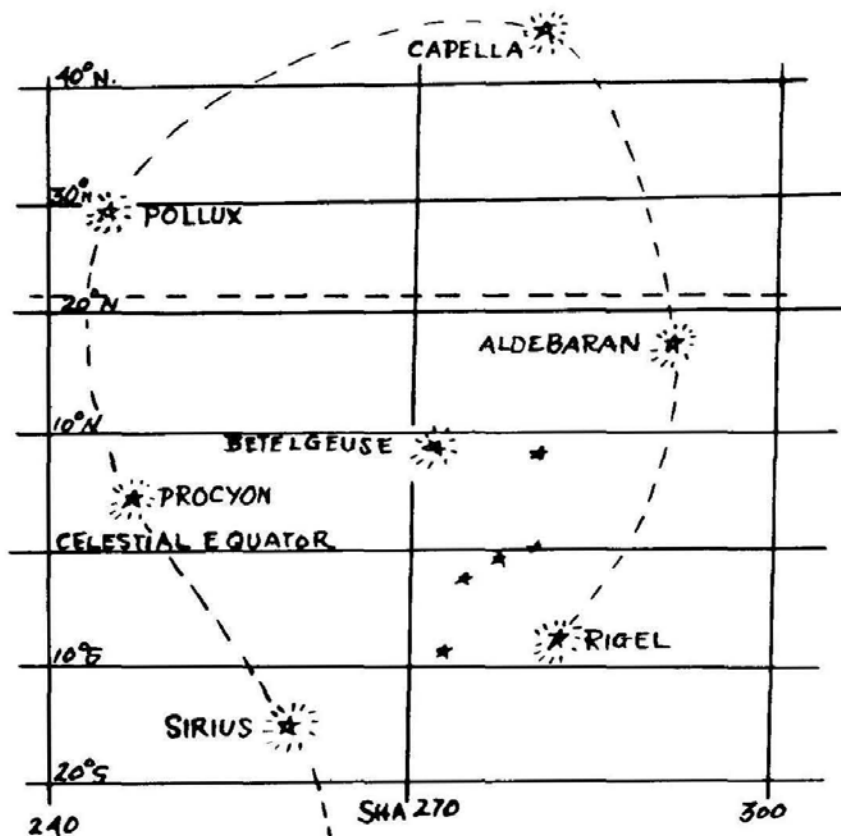 CAPELLA
40°N.
30°N
POLLUX
20°N
ALDEBARAN
10°N
BETELGEUSE
PROCYON
CELESTIAL EQUATOR
RIGEL
10°S
SIRIUS
20°S
240
SHA 270
300